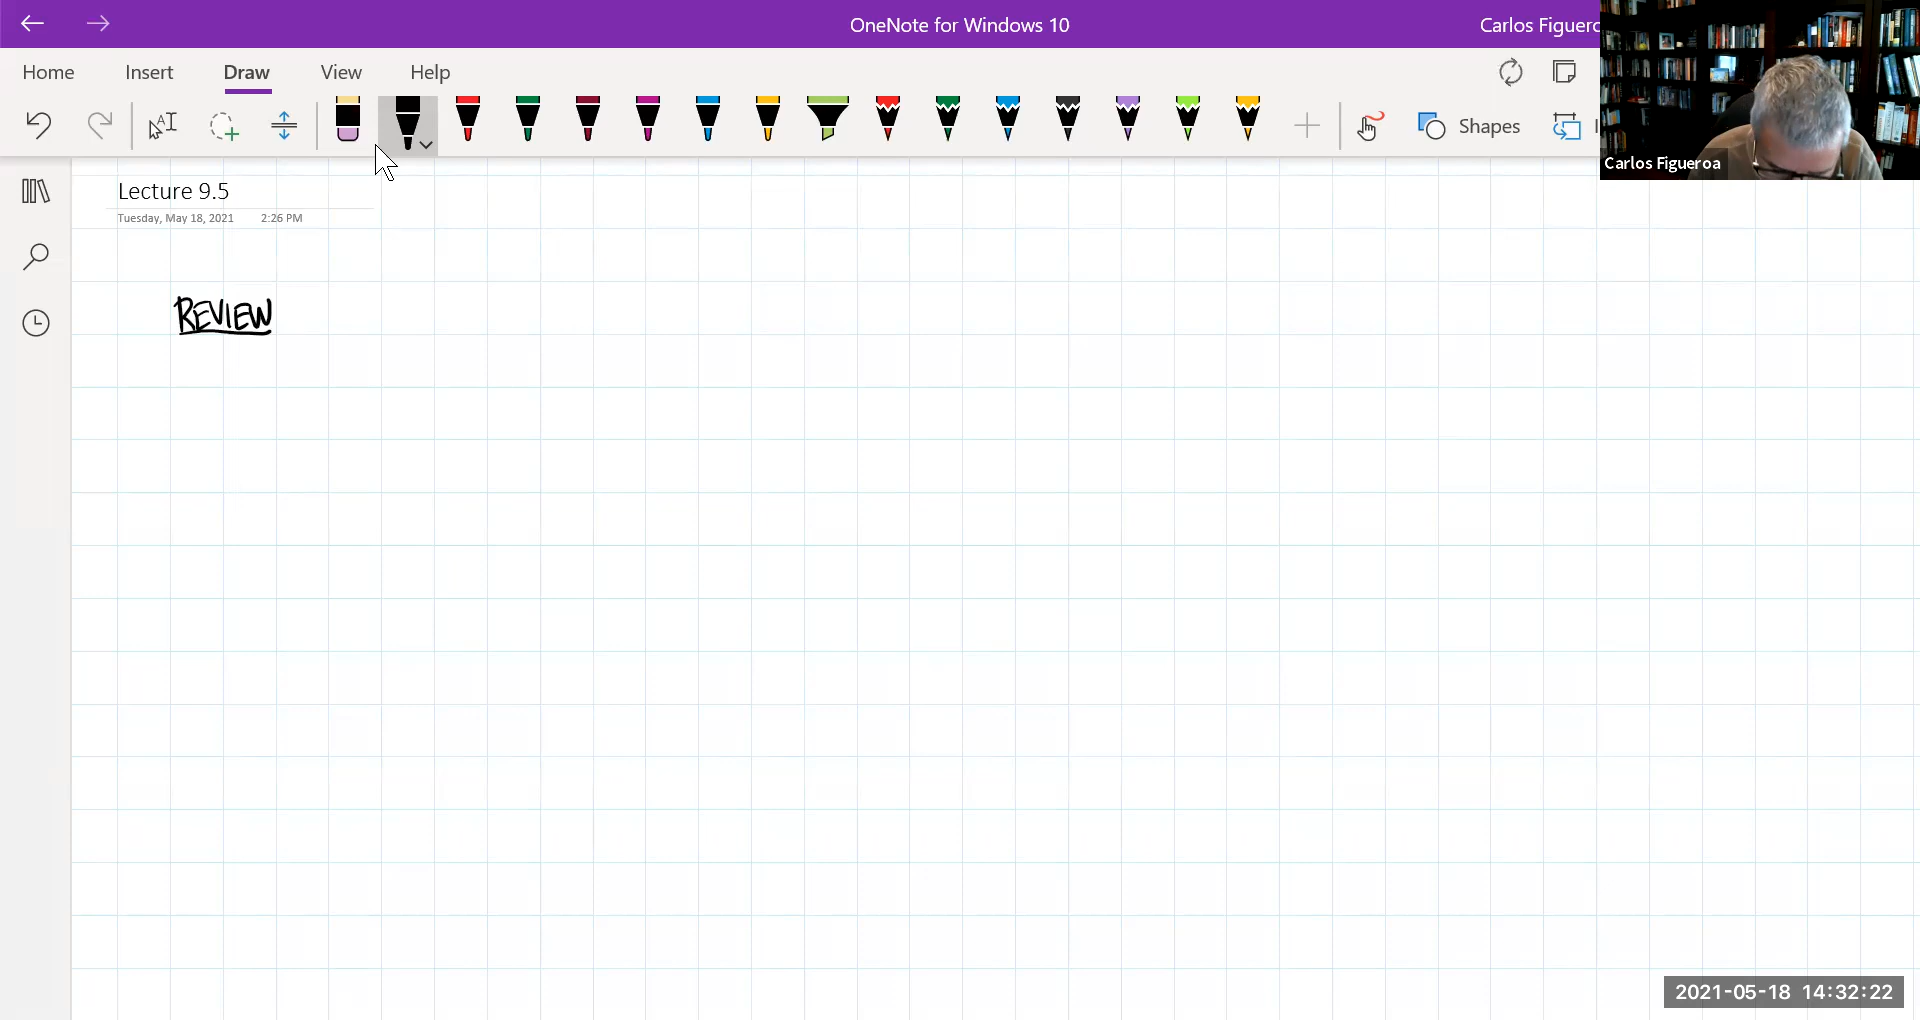 OneNote for Windows 10
Carlos Figuero
Home Insert Draw View Help
Shapes
Carlos Figueroa
Lecture 9.5
Tuesday, May 18, 2021 2:26 PM
REVIEW
2021-05-18 14:32:22